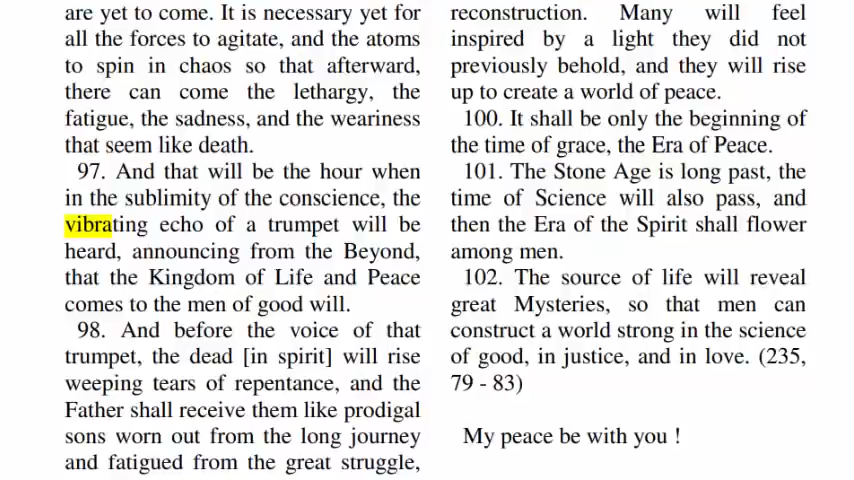 are yet to come. It is necessary yet for
all the forces to agitate, and the atoms
to spin in chaos so that afterward,
there can come the lethargy, the
fatigue, the sadness, and the weariness
that seem like death.
97. And that will be the hour when
in the sublimity of the conscience, the
vibrating echo of a trumpet will be
heard, announcing from the Beyond,
that the Kingdom of Life and Peace
comes to the men of good will.
98. And before the voice of that
trumpet, the dead [in spirit] will rise
weeping tears of repentance, and the
Father shall receive them like prodigal
sons worn out from the long journey
and fatigued from the great struggle,
reconstruction. Many will feel
inspired by a light they did not
previously behold, and they will rise
up to create a world of peace.
100. It shall be only the beginning of
the time of grace, the Era of Peace.
101. The Stone Age is long past, the
time of Science will also pass, and
then the Era of the Spirit shall flower
among men.
102. The source of life will reveal
great Mysteries, so that men can
construct a world strong in the science
of good, in justice, and in love. (235,
79 - 83)
My peace be with you !